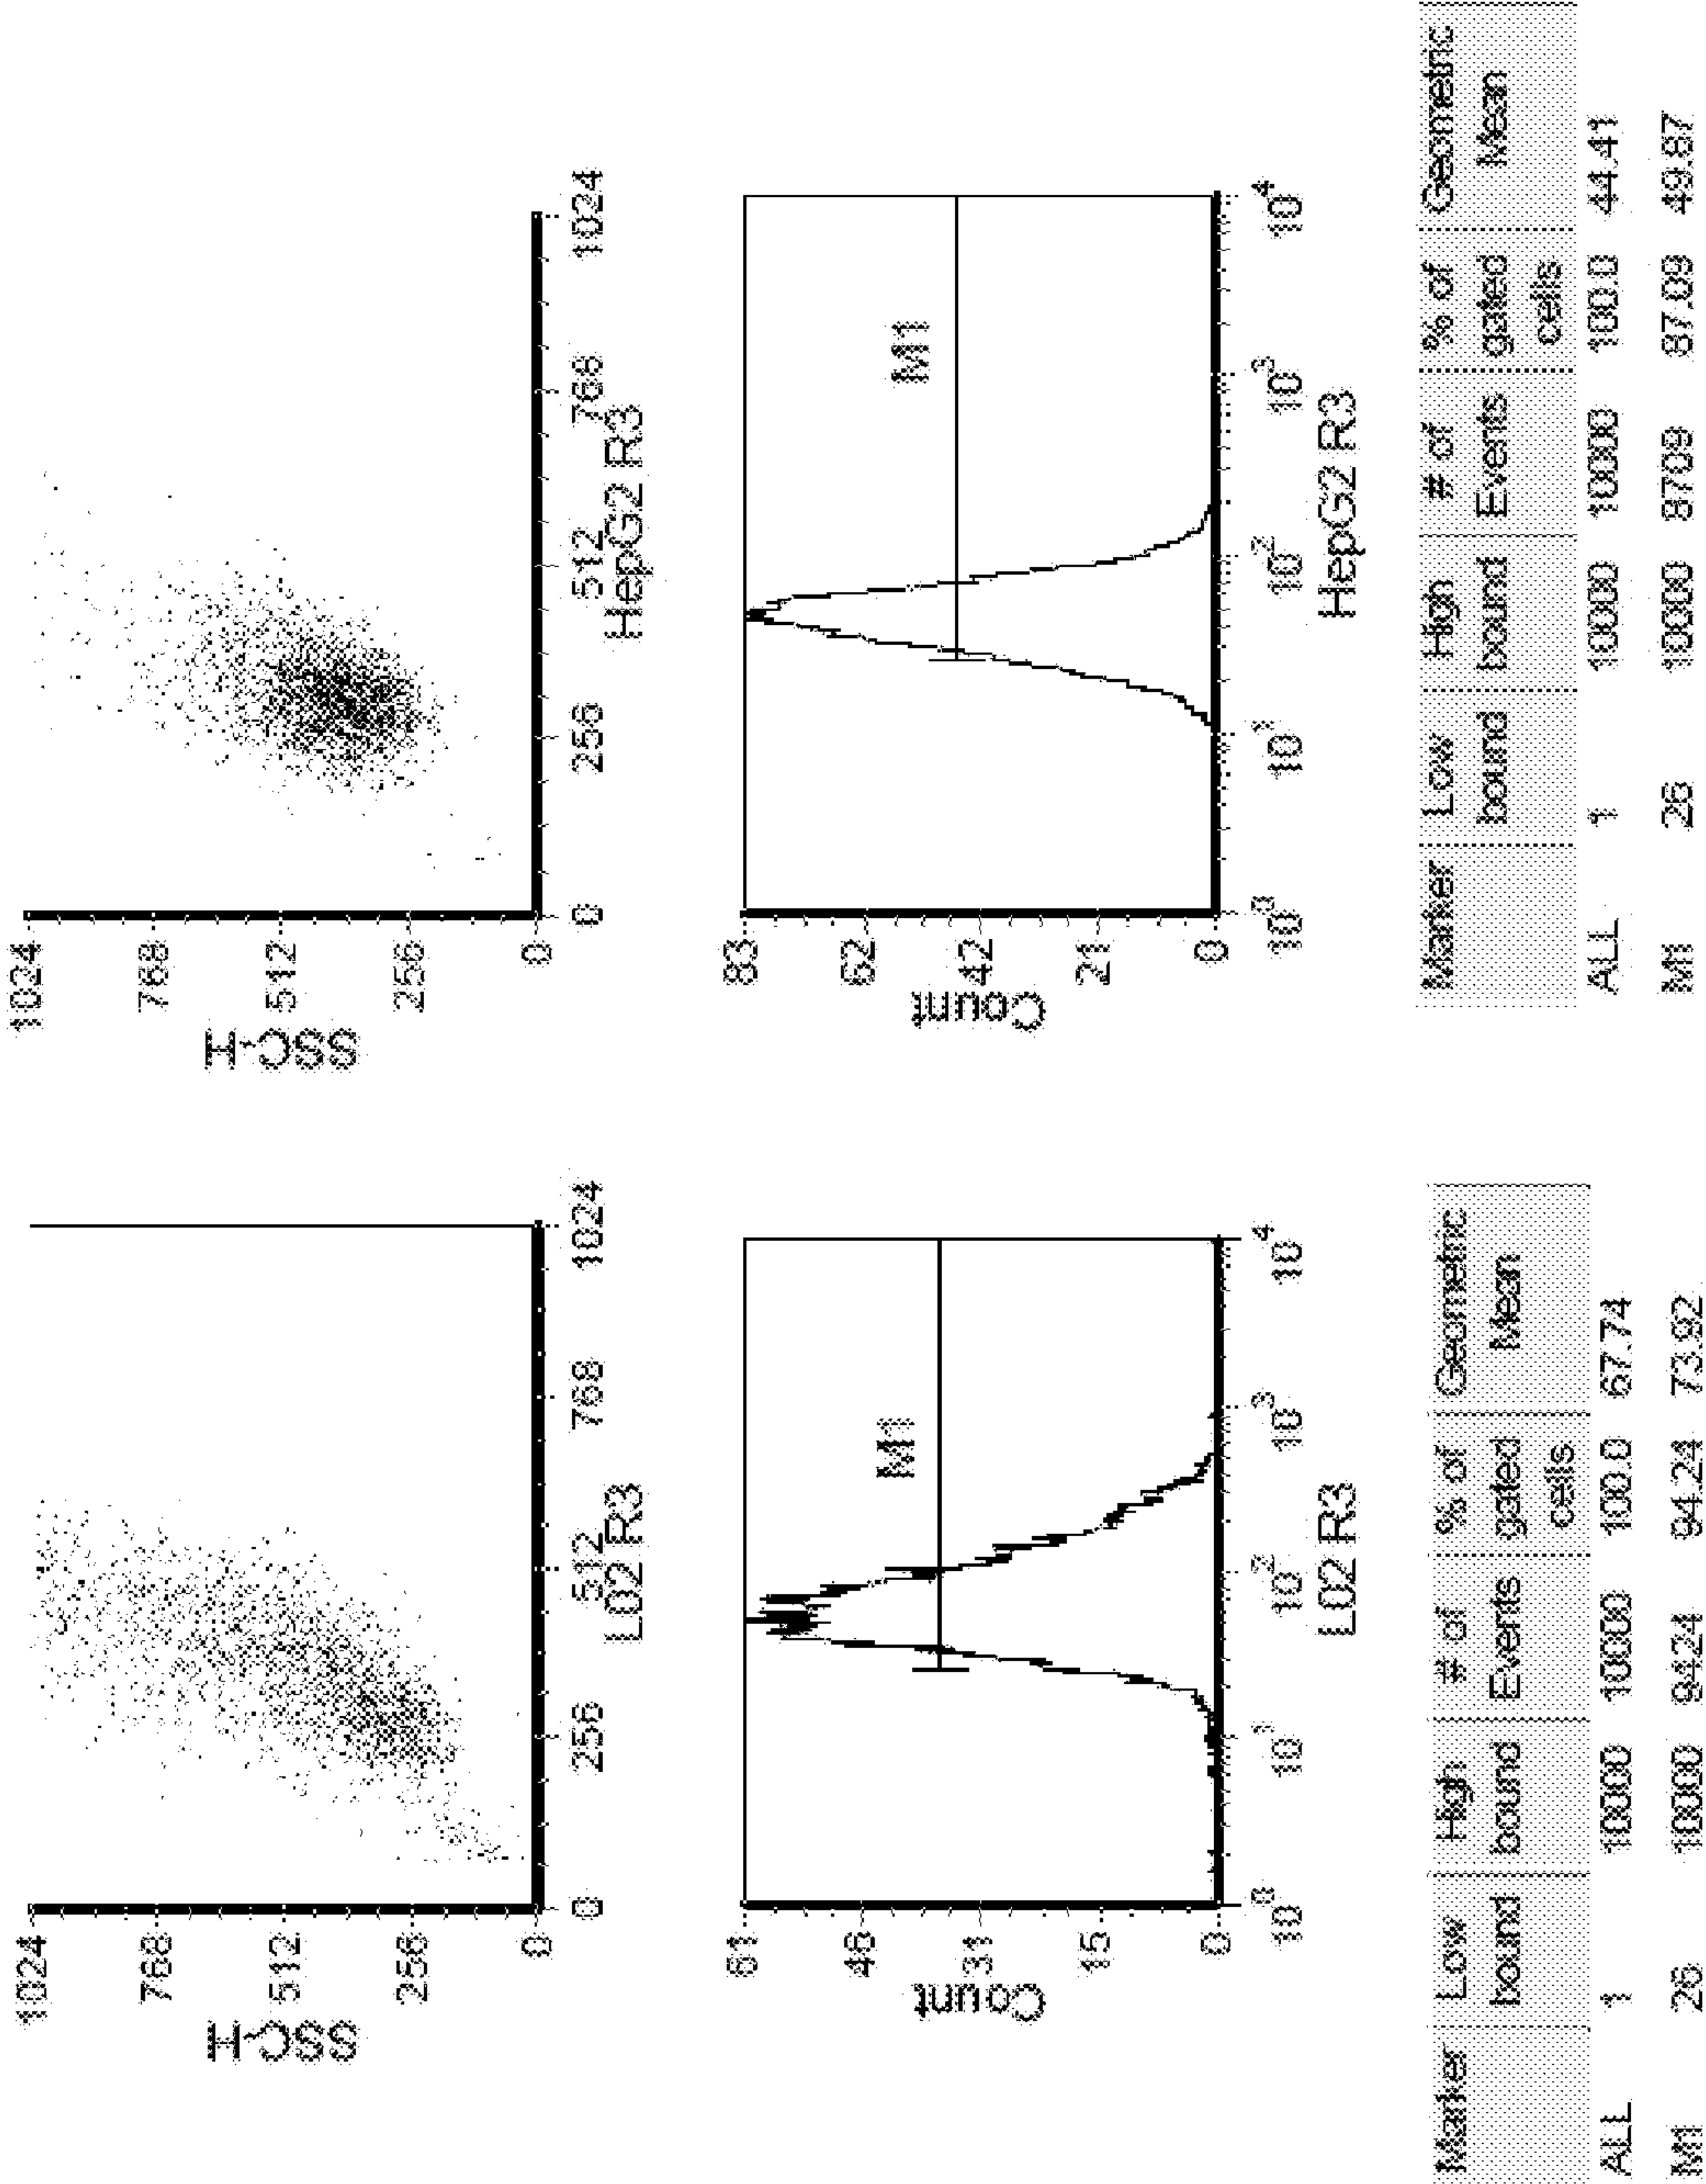 1024
768
512
256
0
SSC-H
0 256 512 768 1024
L02 R3
61
46
31
15
0
Count
10^0 10^1 10^2 10^3 10^4
M1
L02 R3
Marker Low bound High bound # of Events % of gated cells Geometric Mean
ALL 1 10000 10000 100.0 67.74
M1 26 10000 9424 94.24 73.92
1024
768
512
256
0
SSC-H
0 256 512 768 1024
HepG2 R3
83
62
42
21
0
Count
10^0 10^1 10^2 10^3 10^4
M1
HepG2 R3
Marker Low bound High bound # of Events % of gated cells Geometric Mean
ALL 1 10000 10000 100.0 44.41
M1 26 10000 8709 87.09 49.87